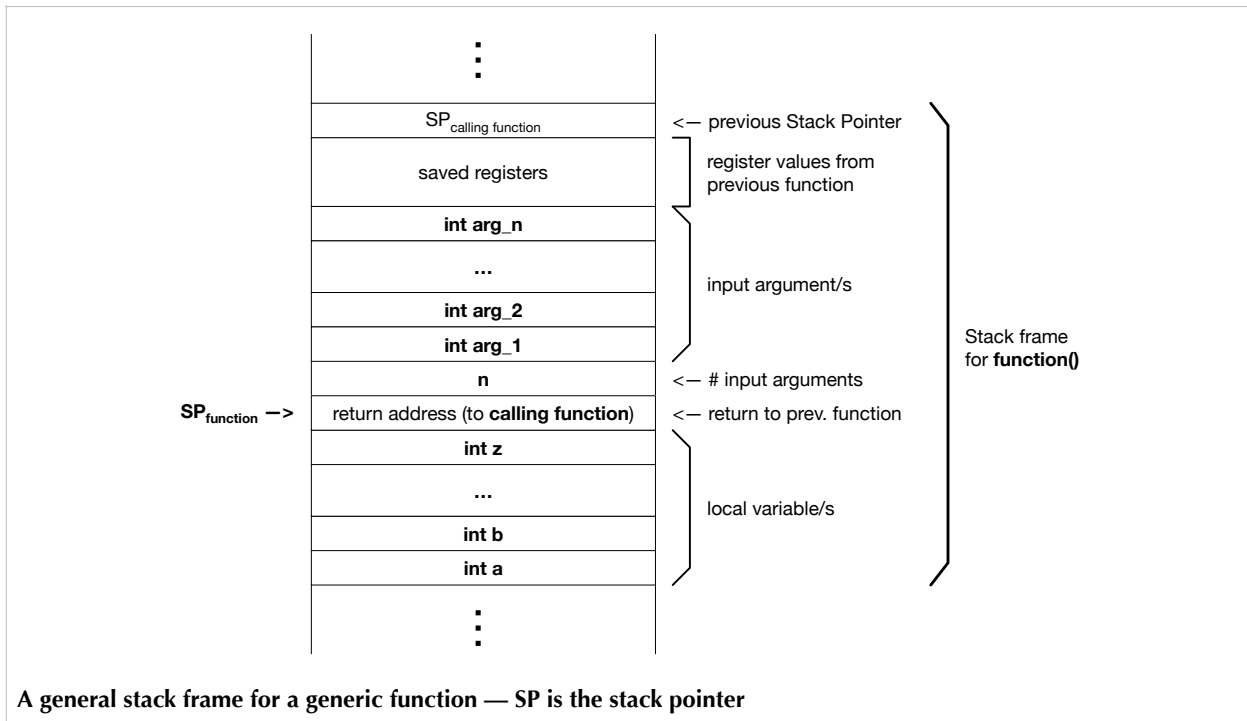 SPcalling function
<— previous Stack Pointer
saved registers
register values from
previous function
int arg_n
...
int arg_2
int arg_1
input argument/s
n
<— # input arguments
SPfunction —>
return address (to calling function)
<— return to prev. function
int z
...
int b
int a
local variable/s
Stack frame
for function()
A general stack frame for a generic function — SP is the stack pointer